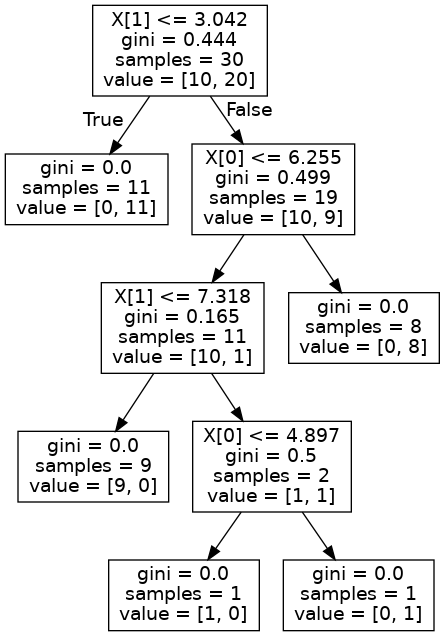 X[1] <= 3.042
gini = 0.444
samples = 30
value = [10, 20]
True
False
gini = 0.0
samples = 11
value = [0, 11]
X[0] <= 6.255
gini = 0.499
samples = 19
value = [10, 9]
X[1] <= 7.318
gini = 0.165
samples = 11
value = [10, 1]
gini = 0.0
samples = 8
value = [0, 8]
gini = 0.0
samples = 9
value = [9, 0]
X[0] <= 4.897
gini = 0.5
samples = 2
value = [1, 1]
gini = 0.0
samples = 1
value = [1, 0]
gini = 0.0
samples = 1
value = [0, 1]